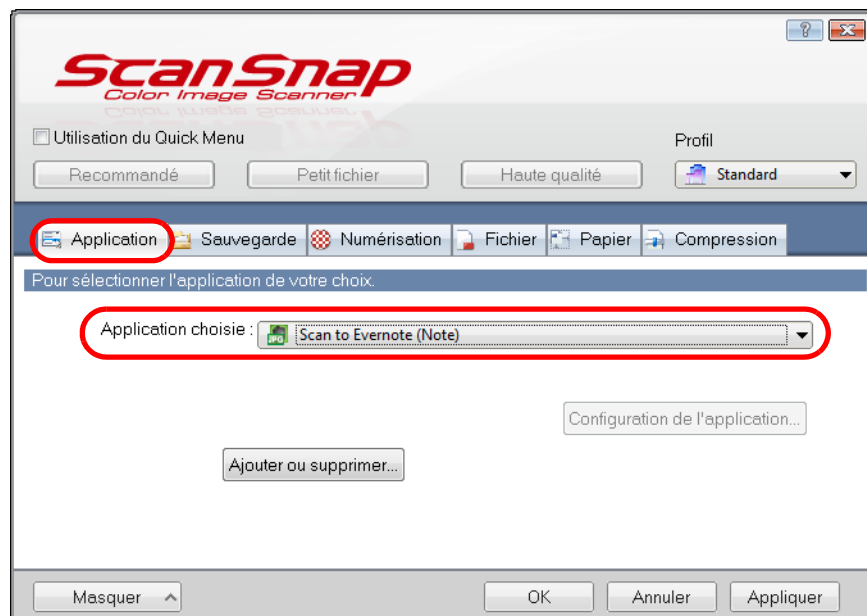 ScanSnap
Color Image Scanner
Utilisation du Quick Menu
Profil
Recommandé Petit fichier Haute qualité Standard
Application Sauvegarde Numérisation Fichier Papier Compression
Pour sélectionner l'application de votre choix.
Application choisie : JPG Scan to Evernote (Note)
Configuration de l'application...
Ajouter ou supprimer...
Masquer OK Annuler Appliquer